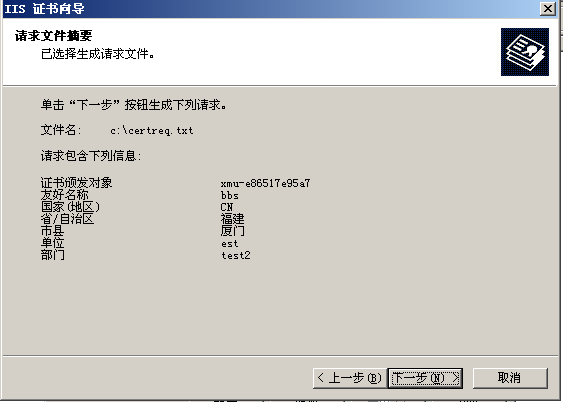 IIS 证书向导
请求文件摘要
已选择生成请求文件。
单击“下一步”按钮生成下列请求。
文件名: c:\certreq.txt
请求包含下列信息:
证书颁发对象 xmu-e86517e95a7
友好名称 bbs
国家(地区) CN
省/自治区 福建
市县 厦门
单位 est
部门 test2
< 上一步(B) 下一步(N) > 取消